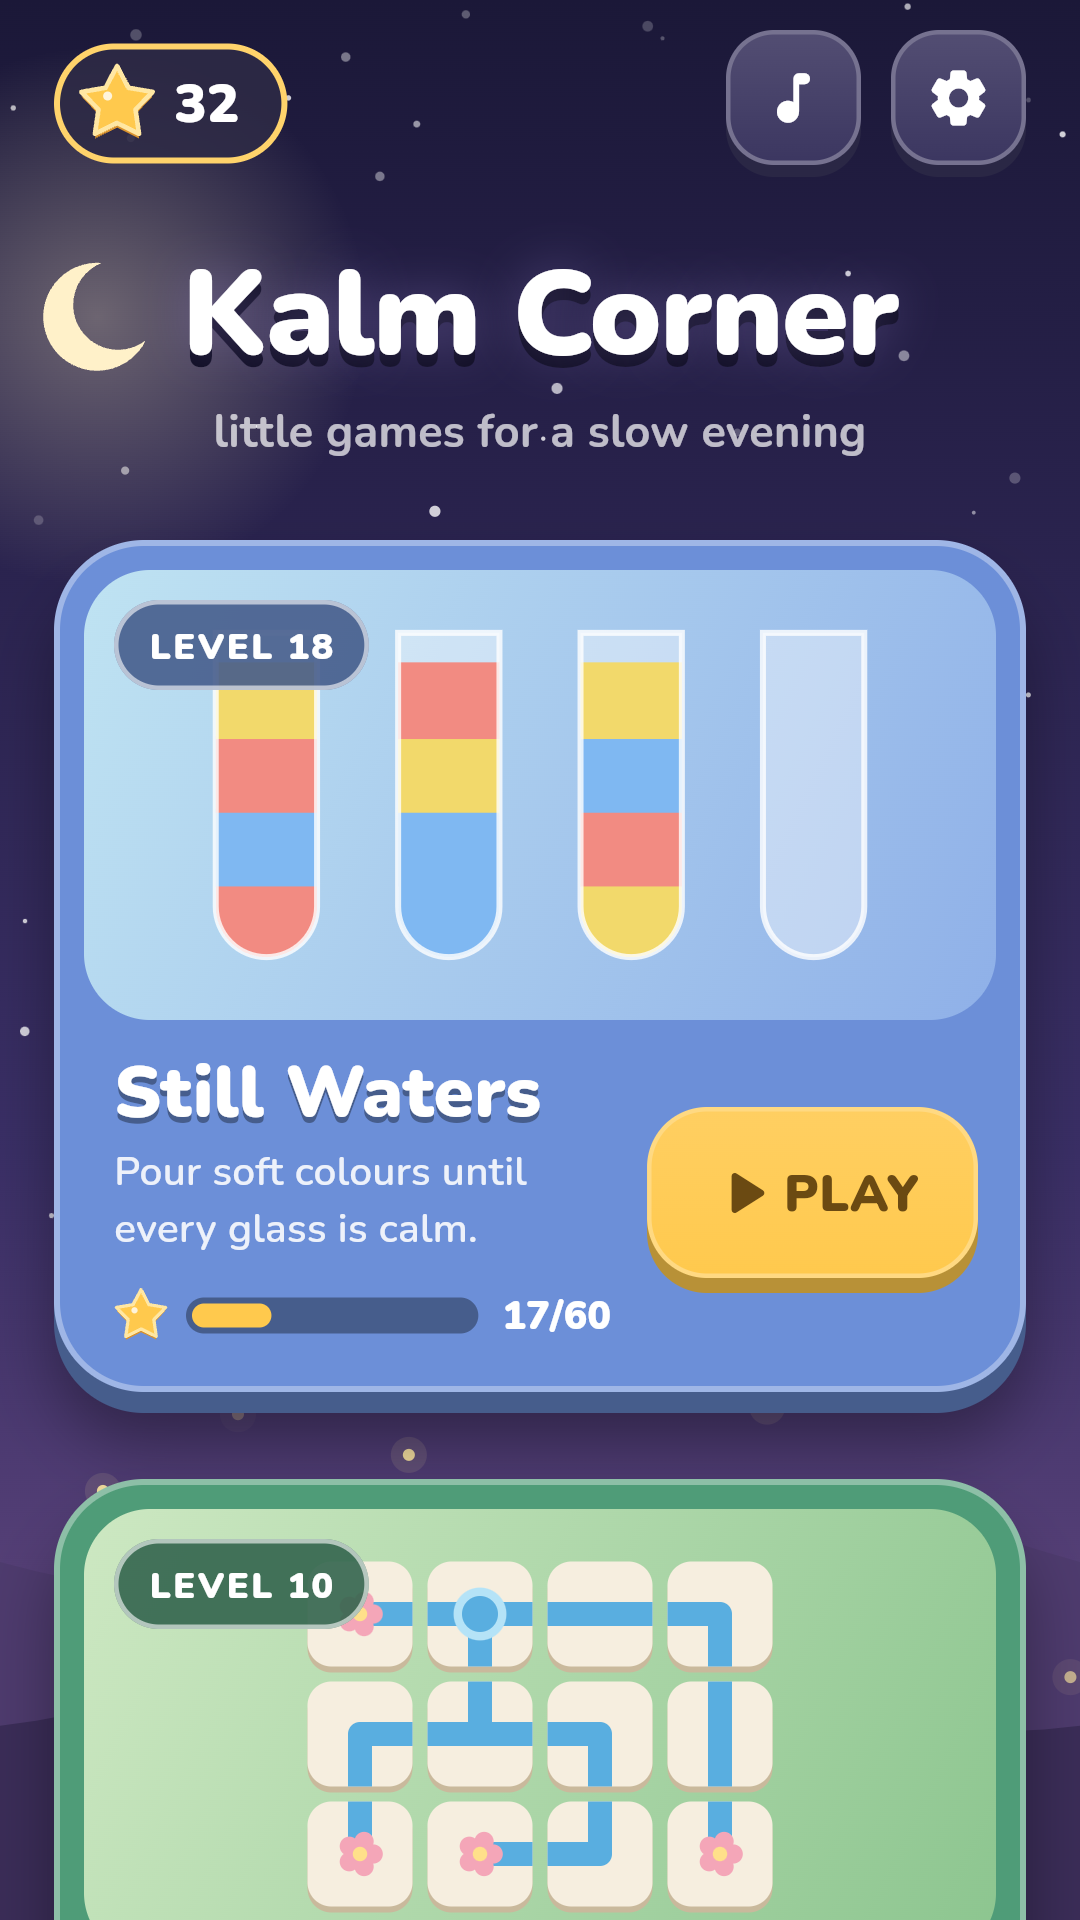 32
Kalm Corner
little games for a slow evening
LEVEL 18
Still Waters
Pour soft colours until
every glass is calm.
PLAY
17/60
LEVEL 10